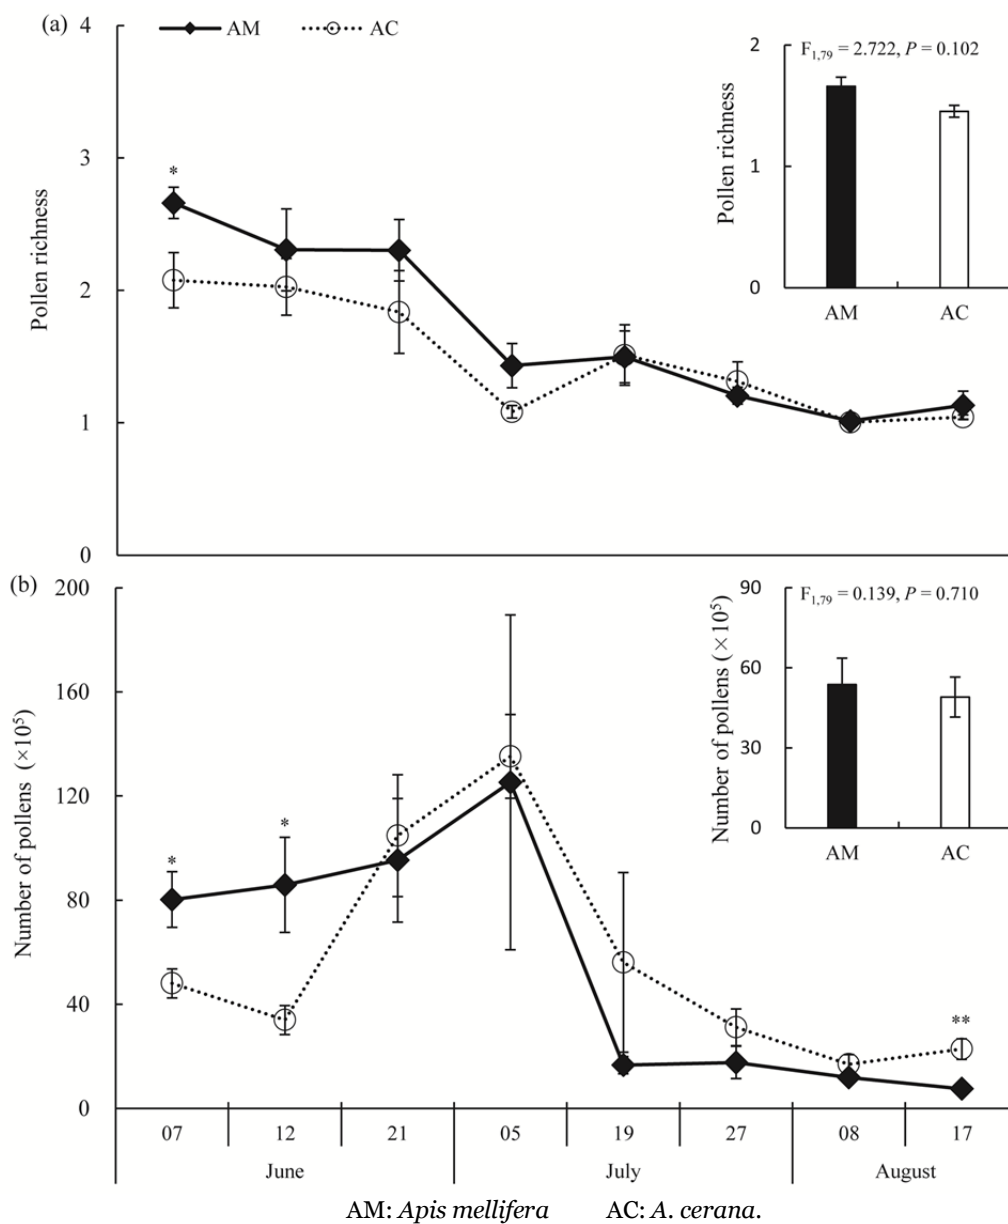 (a)
AM
AC
4
3
2
1
0
Pollen richness
*
F1,79 = 2.722, P = 0.102
2
1
0
Pollen richness
AM
AC
(b)
200
160
120
80
40
0
Number of pollens (×10⁵)
*
*
**
F1,79 = 0.139, P = 0.710
90
60
30
0
Number of pollens (×10⁵)
AM
AC
07
12
21
05
19
27
08
17
June
July
August
AM: Apis mellifera
AC: A. cerana.